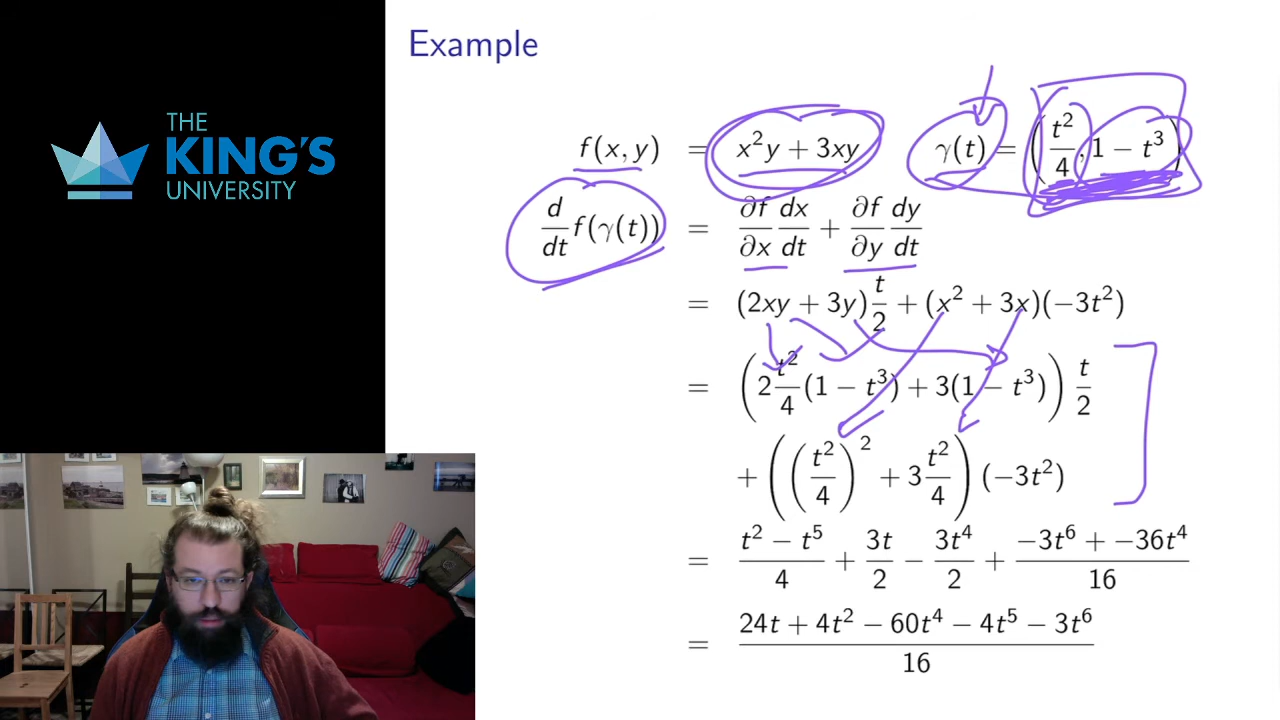 THE
KING'S
UNIVERSITY
Example
f(x, y) = x²y + 3xy γ(t) = (t²/4, 1 − t³)
d/dt f(γ(t)) = ∂f/∂x dx/dt + ∂f/∂y dy/dt
= (2xy + 3y) t/2 + (x² + 3x)(−3t²)
= (2 t²/4 (1 − t³) + 3(1 − t³)) t/2
+ ((t²/4)² + 3 t²/4) (−3t²)
= (t² − t⁵)/4 + 3t/2 − 3t⁴/2 + (−3t⁶ + −36t⁴)/16
= (24t + 4t² − 60t⁴ − 4t⁵ − 3t⁶)/16